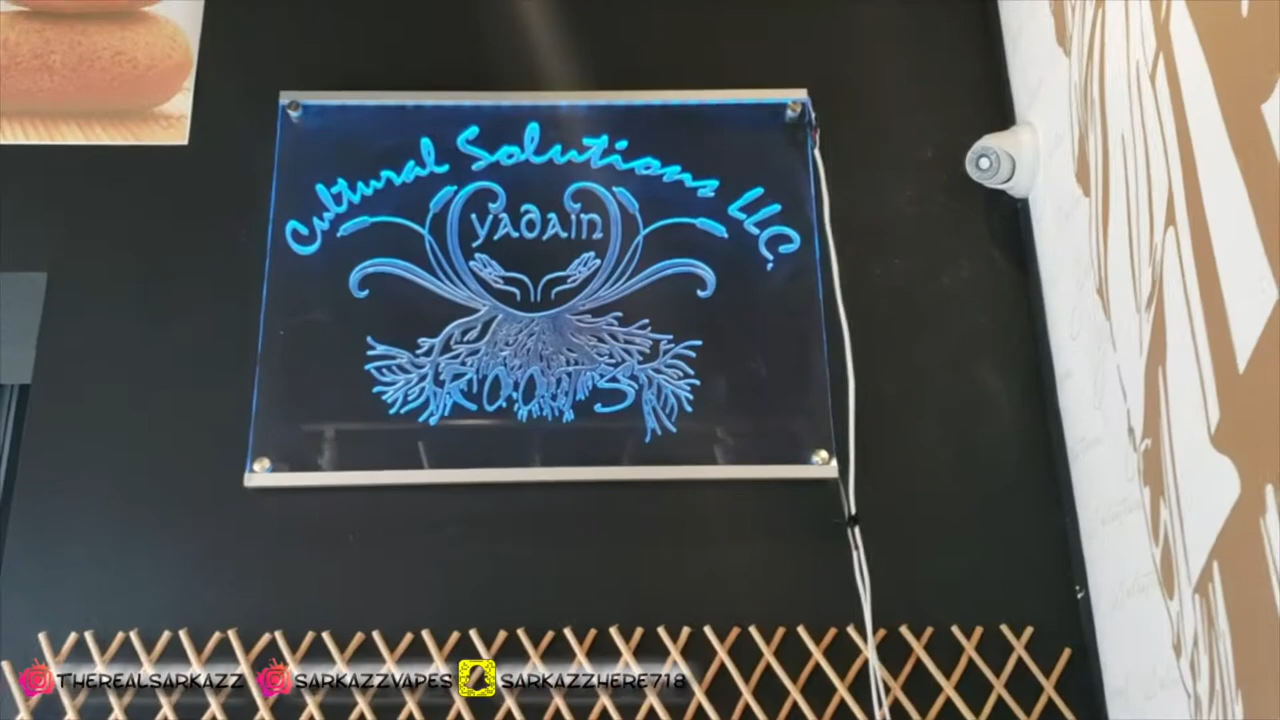 Cultural Solutions LLC.
yadain
ROOTS
THEREALSARKAZZ SARKAZZVAPES SARKAZZHERE718